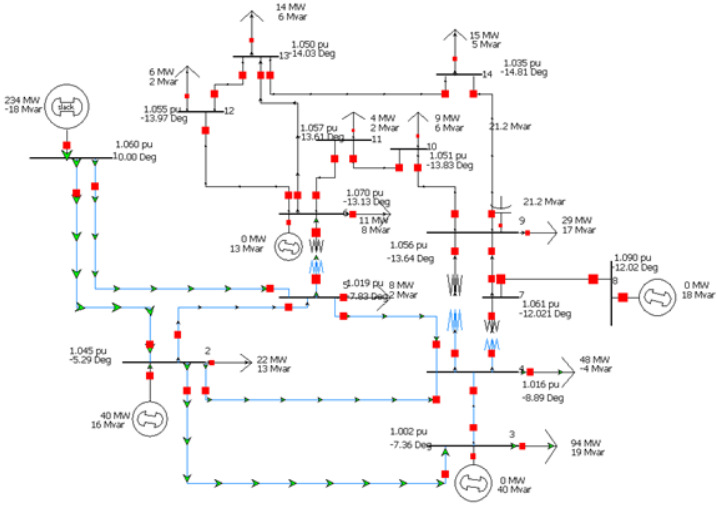 14 MW
6 Mvar
15 MW
5 Mvar
1.050 pu
-14.03 Deg
13
1.035 pu
-14.81 Deg
14
6 MW
2 Mvar
234 MW
-18 Mvar
slack
1.055 pu
-13.97 Deg
12
4 MW
2 Mvar
9 MW
6 Mvar
1.057 pu
-13.61 Deg
11
10
1.051 pu
-13.83 Deg
21.2 Mvar
1.060 pu
0.00 Deg
1.070 pu
-13.13 Deg
6
11 MW
8 Mvar
0 MW
13 Mvar
21.2 Mvar
9
29 MW
17 Mvar
1.056 pu
-13.64 Deg
1.090 pu
-12.02 Deg
8
0 MW
18 Mvar
5
1.019 pu
-7.83 Deg
8 MW
2 Mvar
7
1.061 pu
-12.021 Deg
1.045 pu
-5.29 Deg
2
22 MW
13 Mvar
4
48 MW
-4 Mvar
1.016 pu
-8.89 Deg
40 MW
16 Mvar
1.002 pu
-7.36 Deg
3
94 MW
19 Mvar
0 MW
40 Mvar